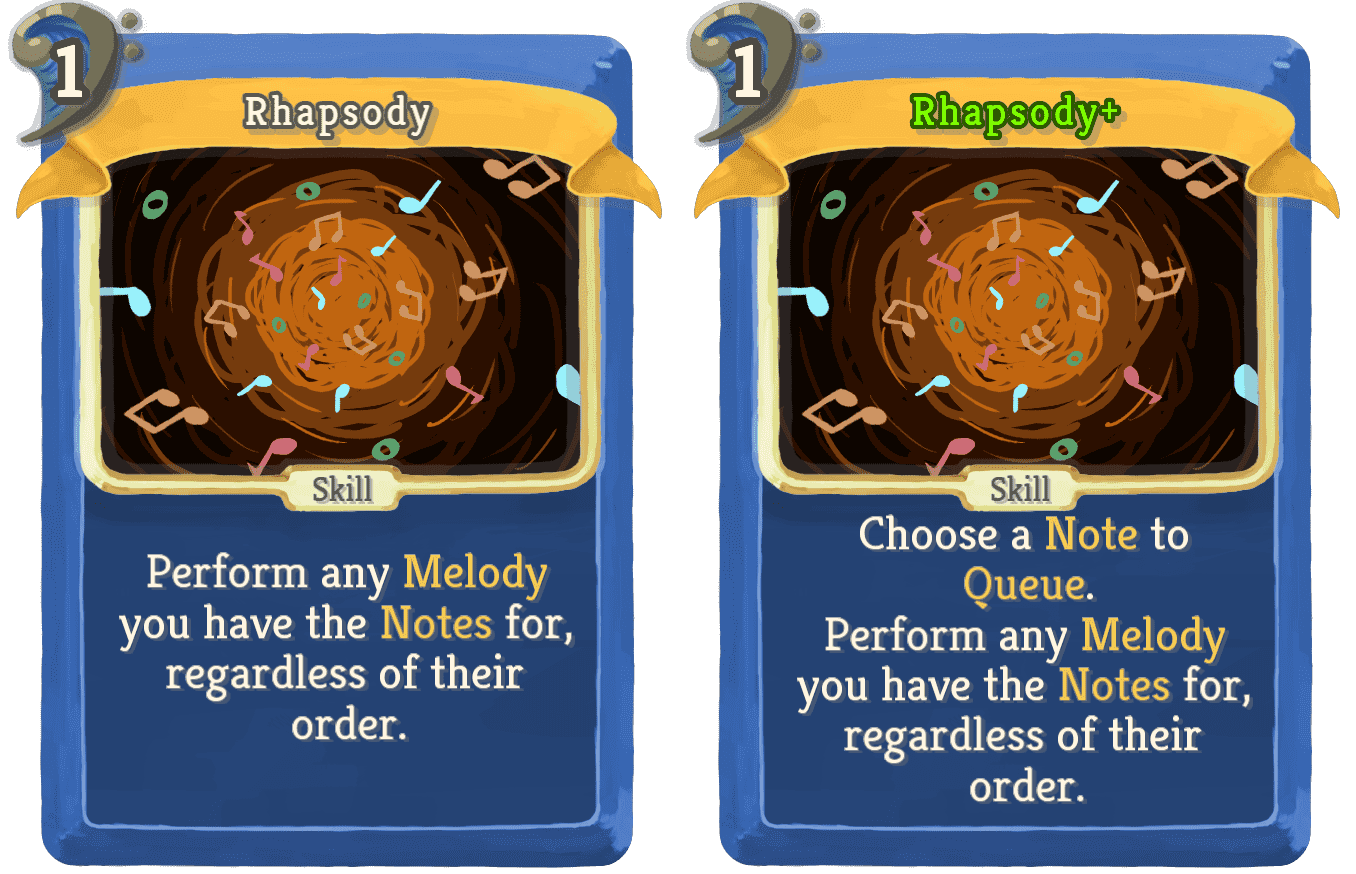 1
Rhapsody
Skill
Perform any Melody
you have the Notes for,
regardless of their
order.
1
Rhapsody+
Skill
Choose a Note to
Queue.
Perform any Melody
you have the Notes for,
regardless of their
order.